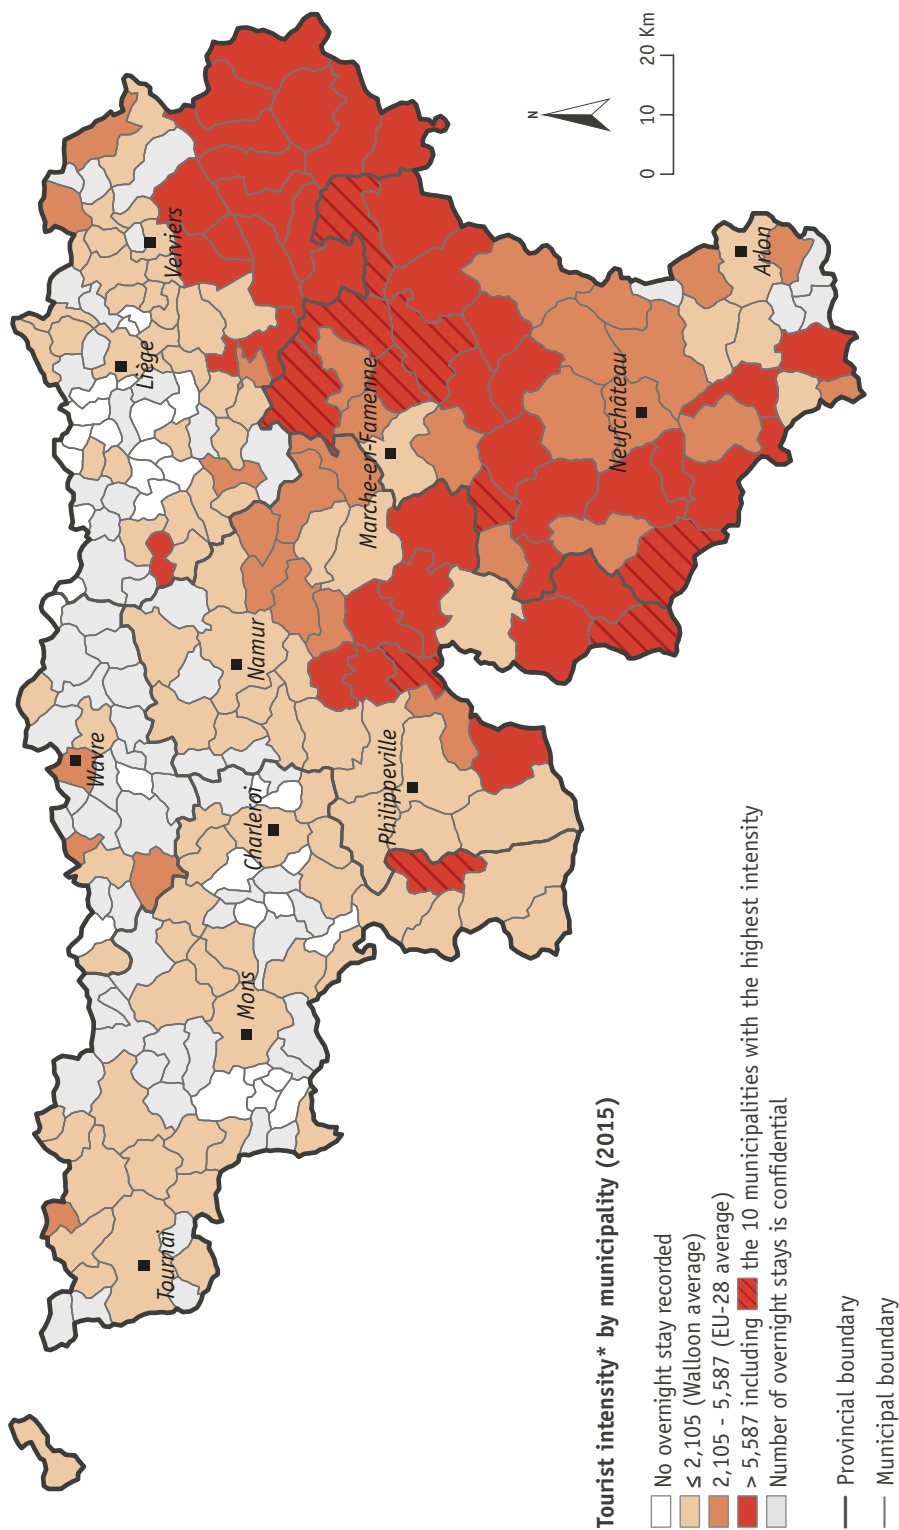 Tournai
Mons
Charleroi
Wavre
Namur
Philippeville
Liège
Verviers
Marche-en-Famenne
Neufchâteau
Arlon
N
0 10 20 Km
Tourist intensity* by municipality (2015)
No overnight stay recorded
≤ 2,105 (Walloon average)
2,105 - 5,587 (EU-28 average)
> 5,587 including the 10 municipalities with the highest intensity
Number of overnight stays is confidential
Provincial boundary
Municipal boundary